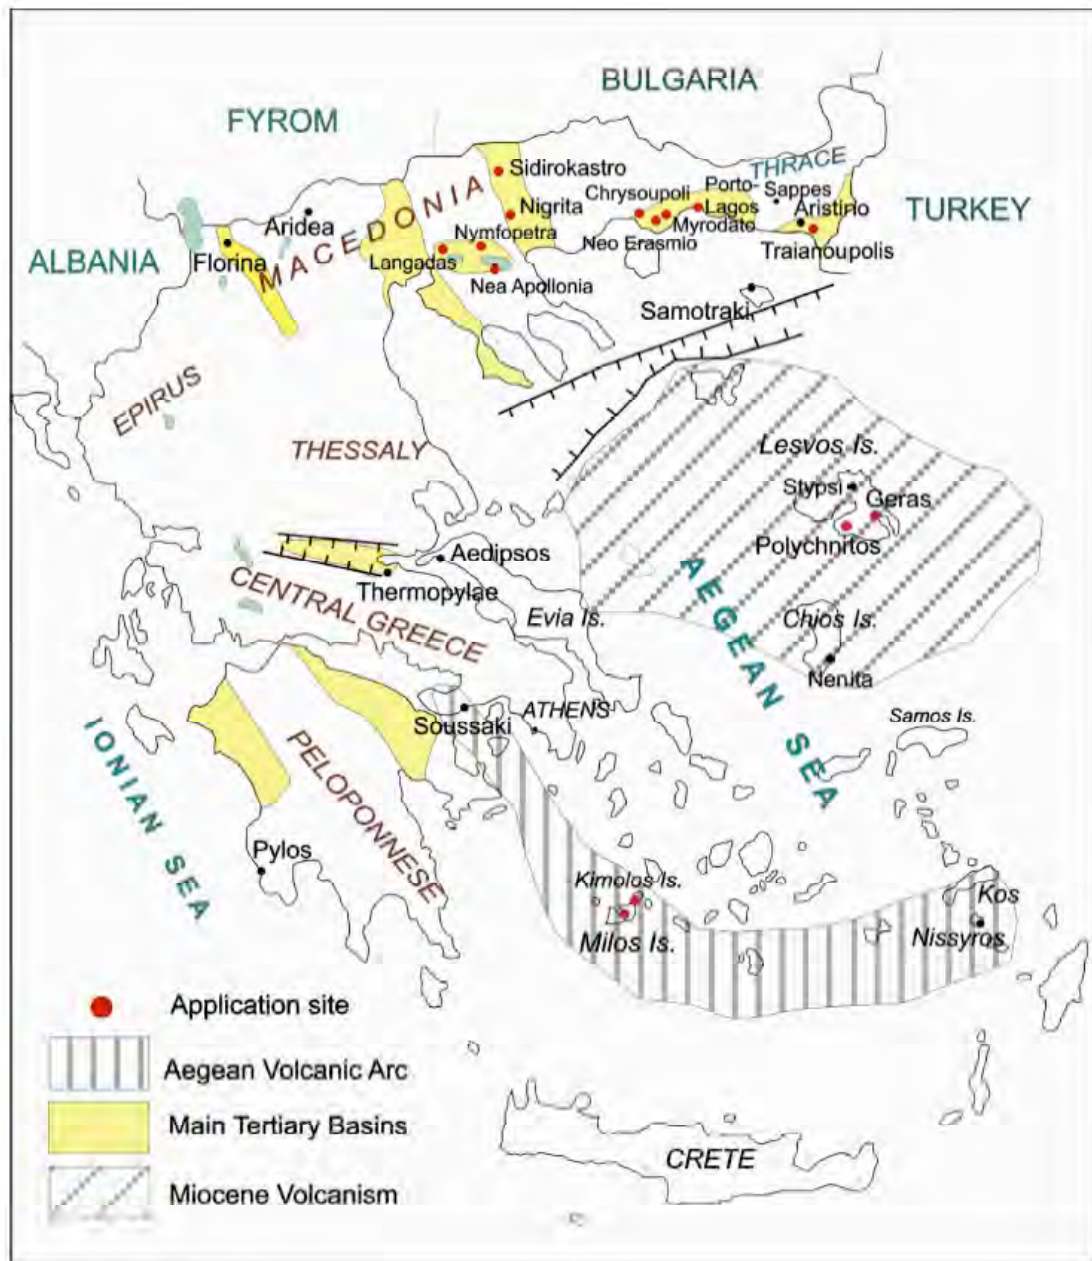 BULGARIA
FYROM
THRACE
Sidirokastro
Chrysoupoli
Porto-
Lagos
Sappes
MACEDONIA
Nigrita
Aristino
TURKEY
Aridea
Nymfopetra
Myrodato
Neo Erasmio
Traianoupolis
ALBANIA
Florina
Langadas
Nea Apollonia
Samotraki
EPIRUS
THESSALY
Lesvos Is.
Stypsi
Geras
Polychnitos
Aedipsos
Thermopylae
CENTRAL GREECE
Evia Is.
AEGEAN SEA
Chios Is.
Nenita
Soussaki
ATHENS
Samos Is.
IONIAN SEA
PELOPONNESE
Pylos
Kimolos Is.
Milos Is.
Kos
Nissyros
Application site
Aegean Volcanic Arc
Main Tertiary Basins
Miocene Volcanism
CRETE